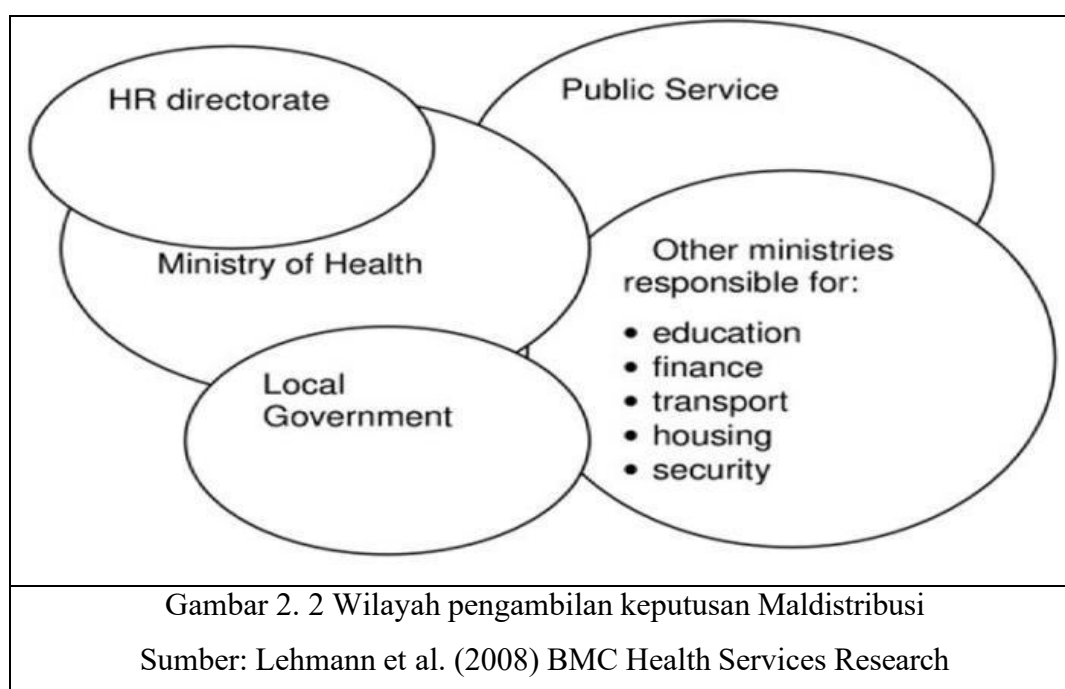 HR directorate
Public Service
Ministry of Health
Other ministries
responsible for:
• education
• finance
• transport
• housing
• security
Local
Government
Gambar 2. 2 Wilayah pengambilan keputusan Maldistribusi
Sumber: Lehmann et al. (2008) BMC Health Services Research